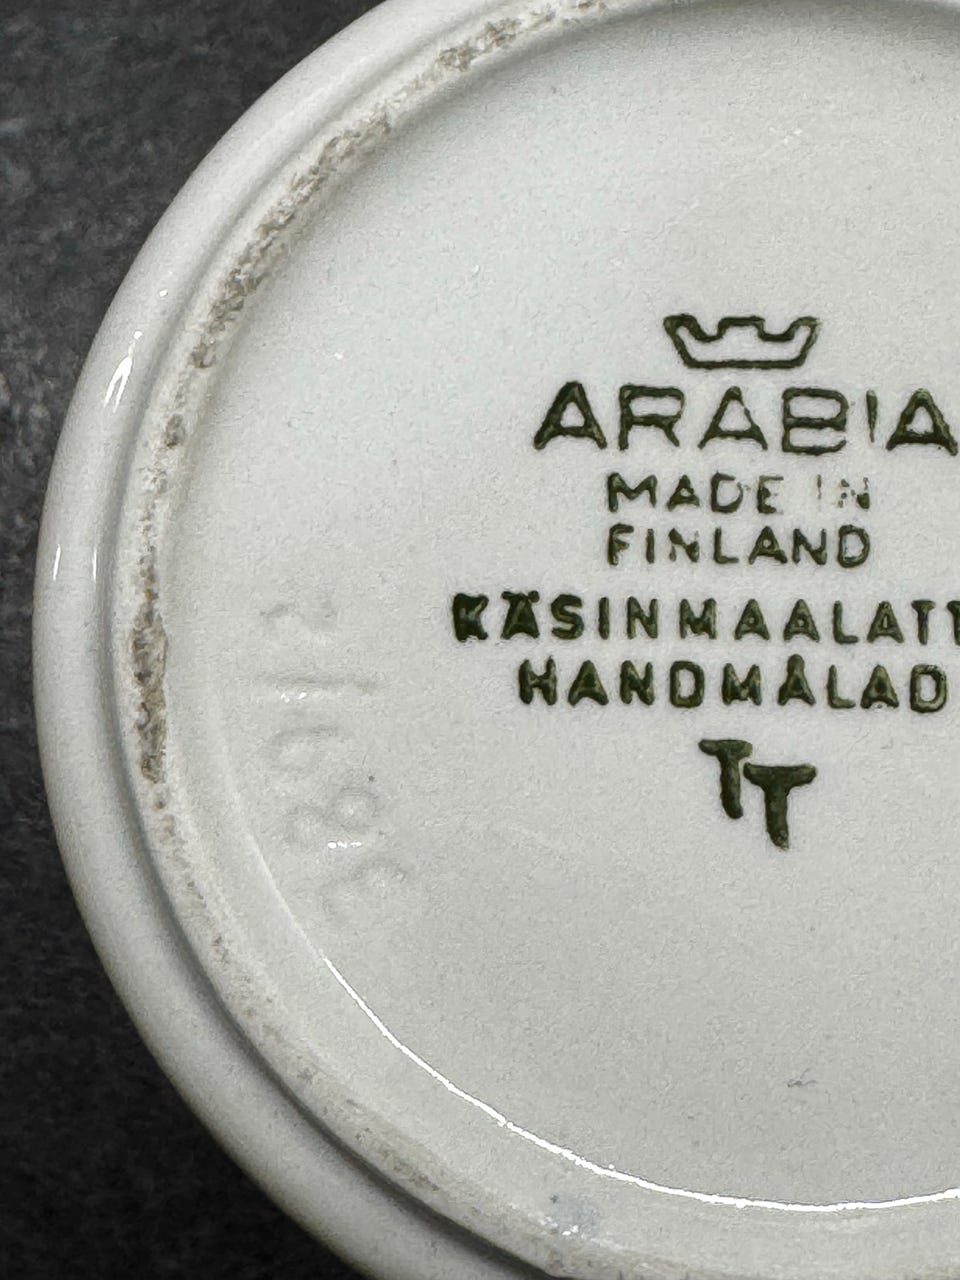 ARABIA
MADE IN
FINLAND
KÄSINMAALATT
HANDMÅLAD
TT